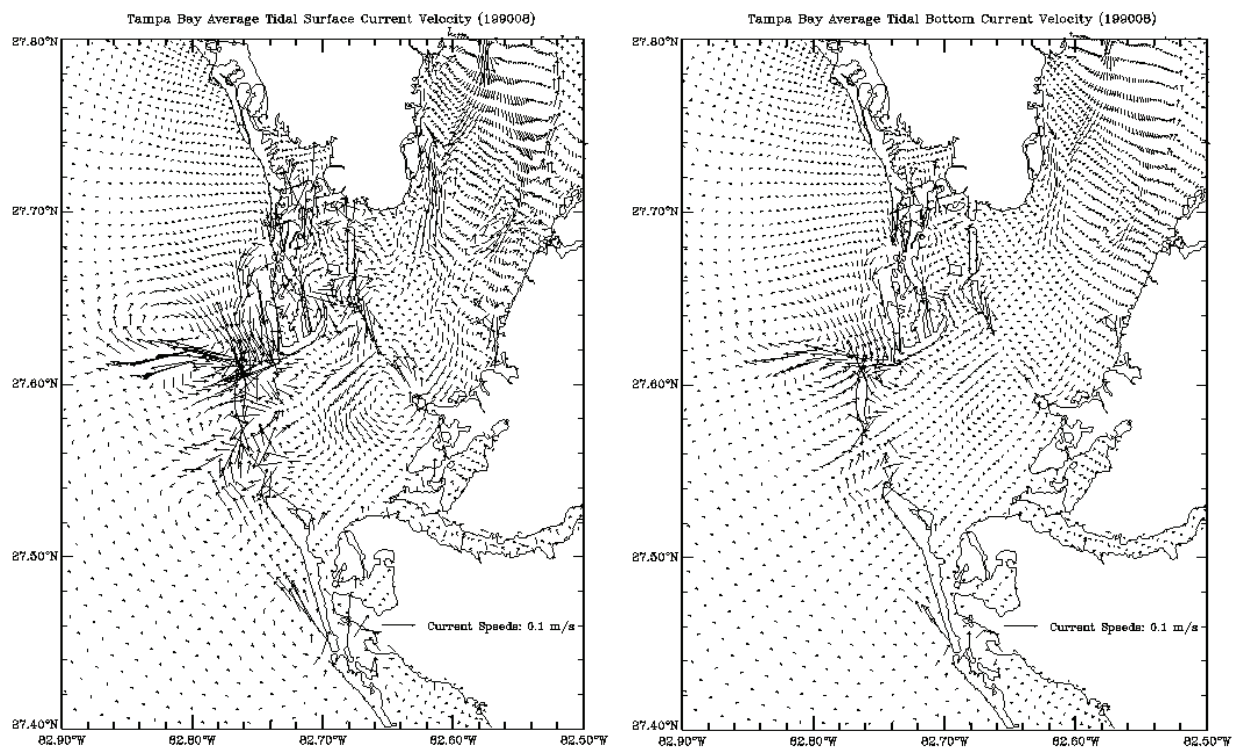 Tampa Bay Average Tidal Surface Current Velocity (199008)
27.80°N
27.70°N
27.60°N
27.50°N
27.40°N
82.90°W 82.80°W 82.70°W 82.60°W 82.50°W
Current Speeds: 0.1 m/s
Tampa Bay Average Tidal Bottom Current Velocity (199008)
27.80°N
27.70°N
27.60°N
27.50°N
27.40°N
82.90°W 82.80°W 82.70°W 82.60°W 82.50°W
Current Speeds: 0.1 m/s